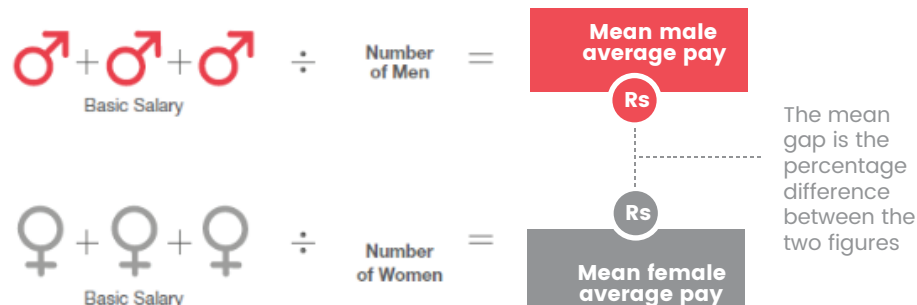 + + ÷ Number of Men =
Basic Salary
Mean male
average pay
Rs
The mean
gap is the
percentage
difference
between the
two figures
Rs
+ + ÷ Number of Women =
Basic Salary
Mean female
average pay